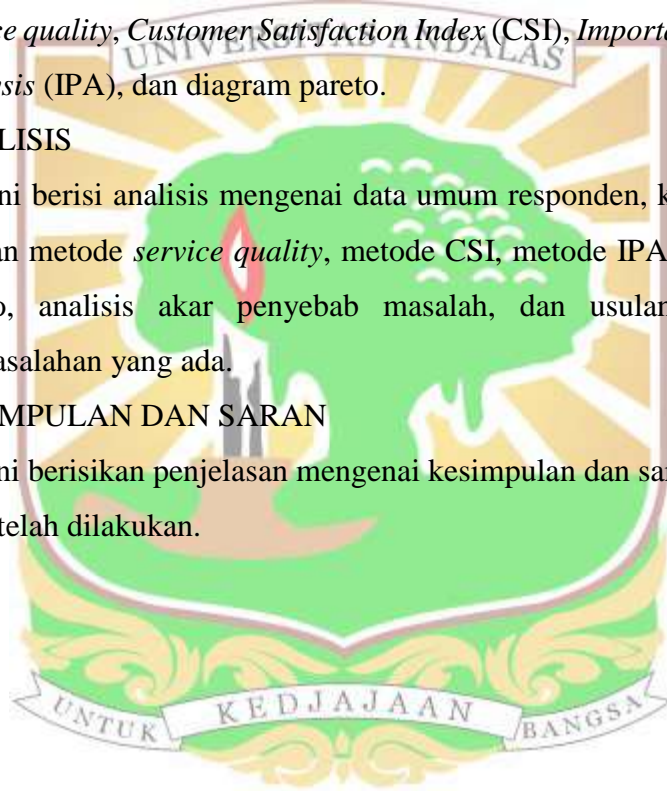 ce quality, Customer Satisfaction Index (CSI), Importa
UNIVERSITAS ANDALAS
sis (IPA), dan diagram pareto.
LISIS
ni berisi analisis mengenai data umum responden, k
an metode service quality, metode CSI, metode IPA
o, analisis akar penyebab masalah, dan usulan
asalahan yang ada.
MPULAN DAN SARAN
ni berisikan penjelasan mengenai kesimpulan dan sa
telah dilakukan.
UNTUK KEDJAJAAN BANGSA